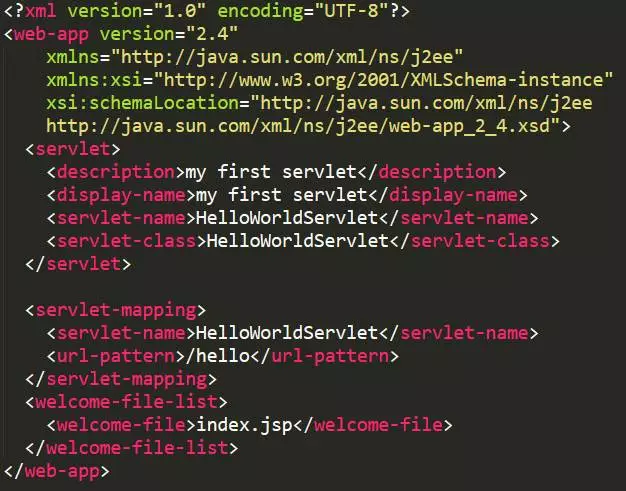 <?xml version="1.0" encoding="UTF-8"?>
<web-app version="2.4"
    xmlns="http://java.sun.com/xml/ns/j2ee"
    xmlns:xsi="http://www.w3.org/2001/XMLSchema-instance"
    xsi:schemaLocation="http://java.sun.com/xml/ns/j2ee
    http://java.sun.com/xml/ns/j2ee/web-app_2_4.xsd">
  <servlet>
    <description>my first servlet</description>
    <display-name>my first servlet</display-name>
    <servlet-name>HelloWorldServlet</servlet-name>
    <servlet-class>HelloWorldServlet</servlet-class>
  </servlet>

  <servlet-mapping>
    <servlet-name>HelloWorldServlet</servlet-name>
    <url-pattern>/hello</url-pattern>
  </servlet-mapping>
  <welcome-file-list>
    <welcome-file>index.jsp</welcome-file>
  </welcome-file-list>
</web-app>